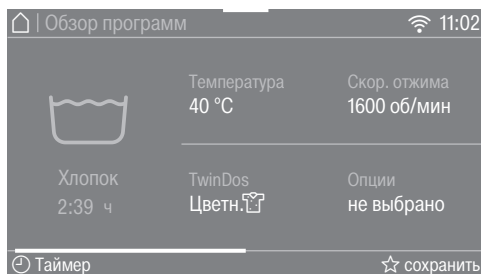 | Обзор программ 11:02
Температура Скор. отжима
40 °C 1600 об/мин
Хлопок TwinDos Опции
2:39 ч Цветн. не выбрано
Таймер сохранить